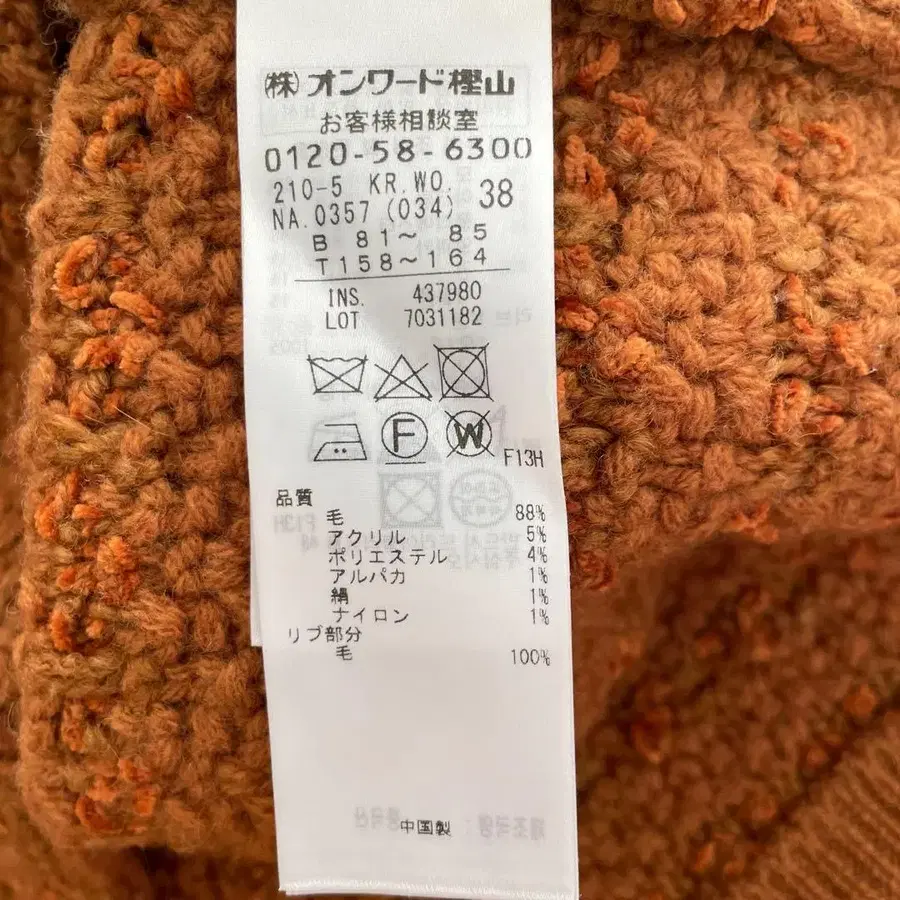 ㈱ オンワード樫山
お客様相談室
0120-58-6300
210-5 KR.WO. 38
NA.0357 (034)
B 81～ 85
T158～164
INS. 437980
LOT 7031182
F
W
F13H
品質
毛 88%
アクリル 5%
ポリエステル 4%
アルパカ 1%
絹 1%
ナイロン 1%
リブ部分
毛 100%
中国製